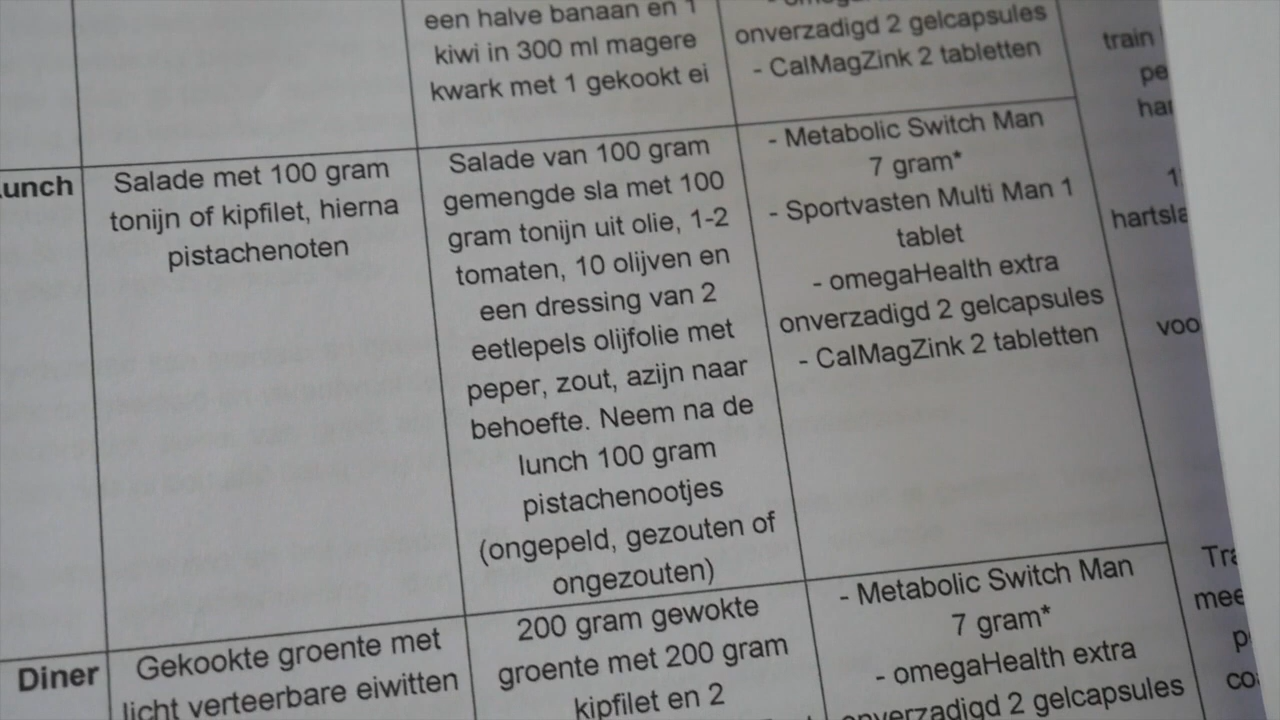 een halve banaan en 1
kiwi in 300 ml magere
kwark met 1 gekookt ei
onverzadigd 2 gelcapsules
- CalMagZink 2 tabletten
train
Salade met 100 gram
tonijn of kipfilet, hierna
pistachenoten
Salade van 100 gram
gemengde sla met 100
gram tonijn uit olie, 1-2
tomaten, 10 olijven en
een dressing van 2
eetlepels olijfolie met
peper, zout, azijn naar
behoefte. Neem na de
lunch 100 gram
pistachenootjes
(ongepeld, gezouten of
ongezouten)
- Metabolic Switch Man
7 gram*
- Sportvasten Multi Man 1
tablet
- omegaHealth extra
onverzadigd 2 gelcapsules
- CalMagZink 2 tabletten
hartsla
voo
Diner
Gekookte groente met
licht verteerbare eiwitten
200 gram gewokte
groente met 200 gram
kipfilet en 2
- Metabolic Switch Man
7 gram*
- omegaHealth extra
onverzadigd 2 gelcapsules
mee